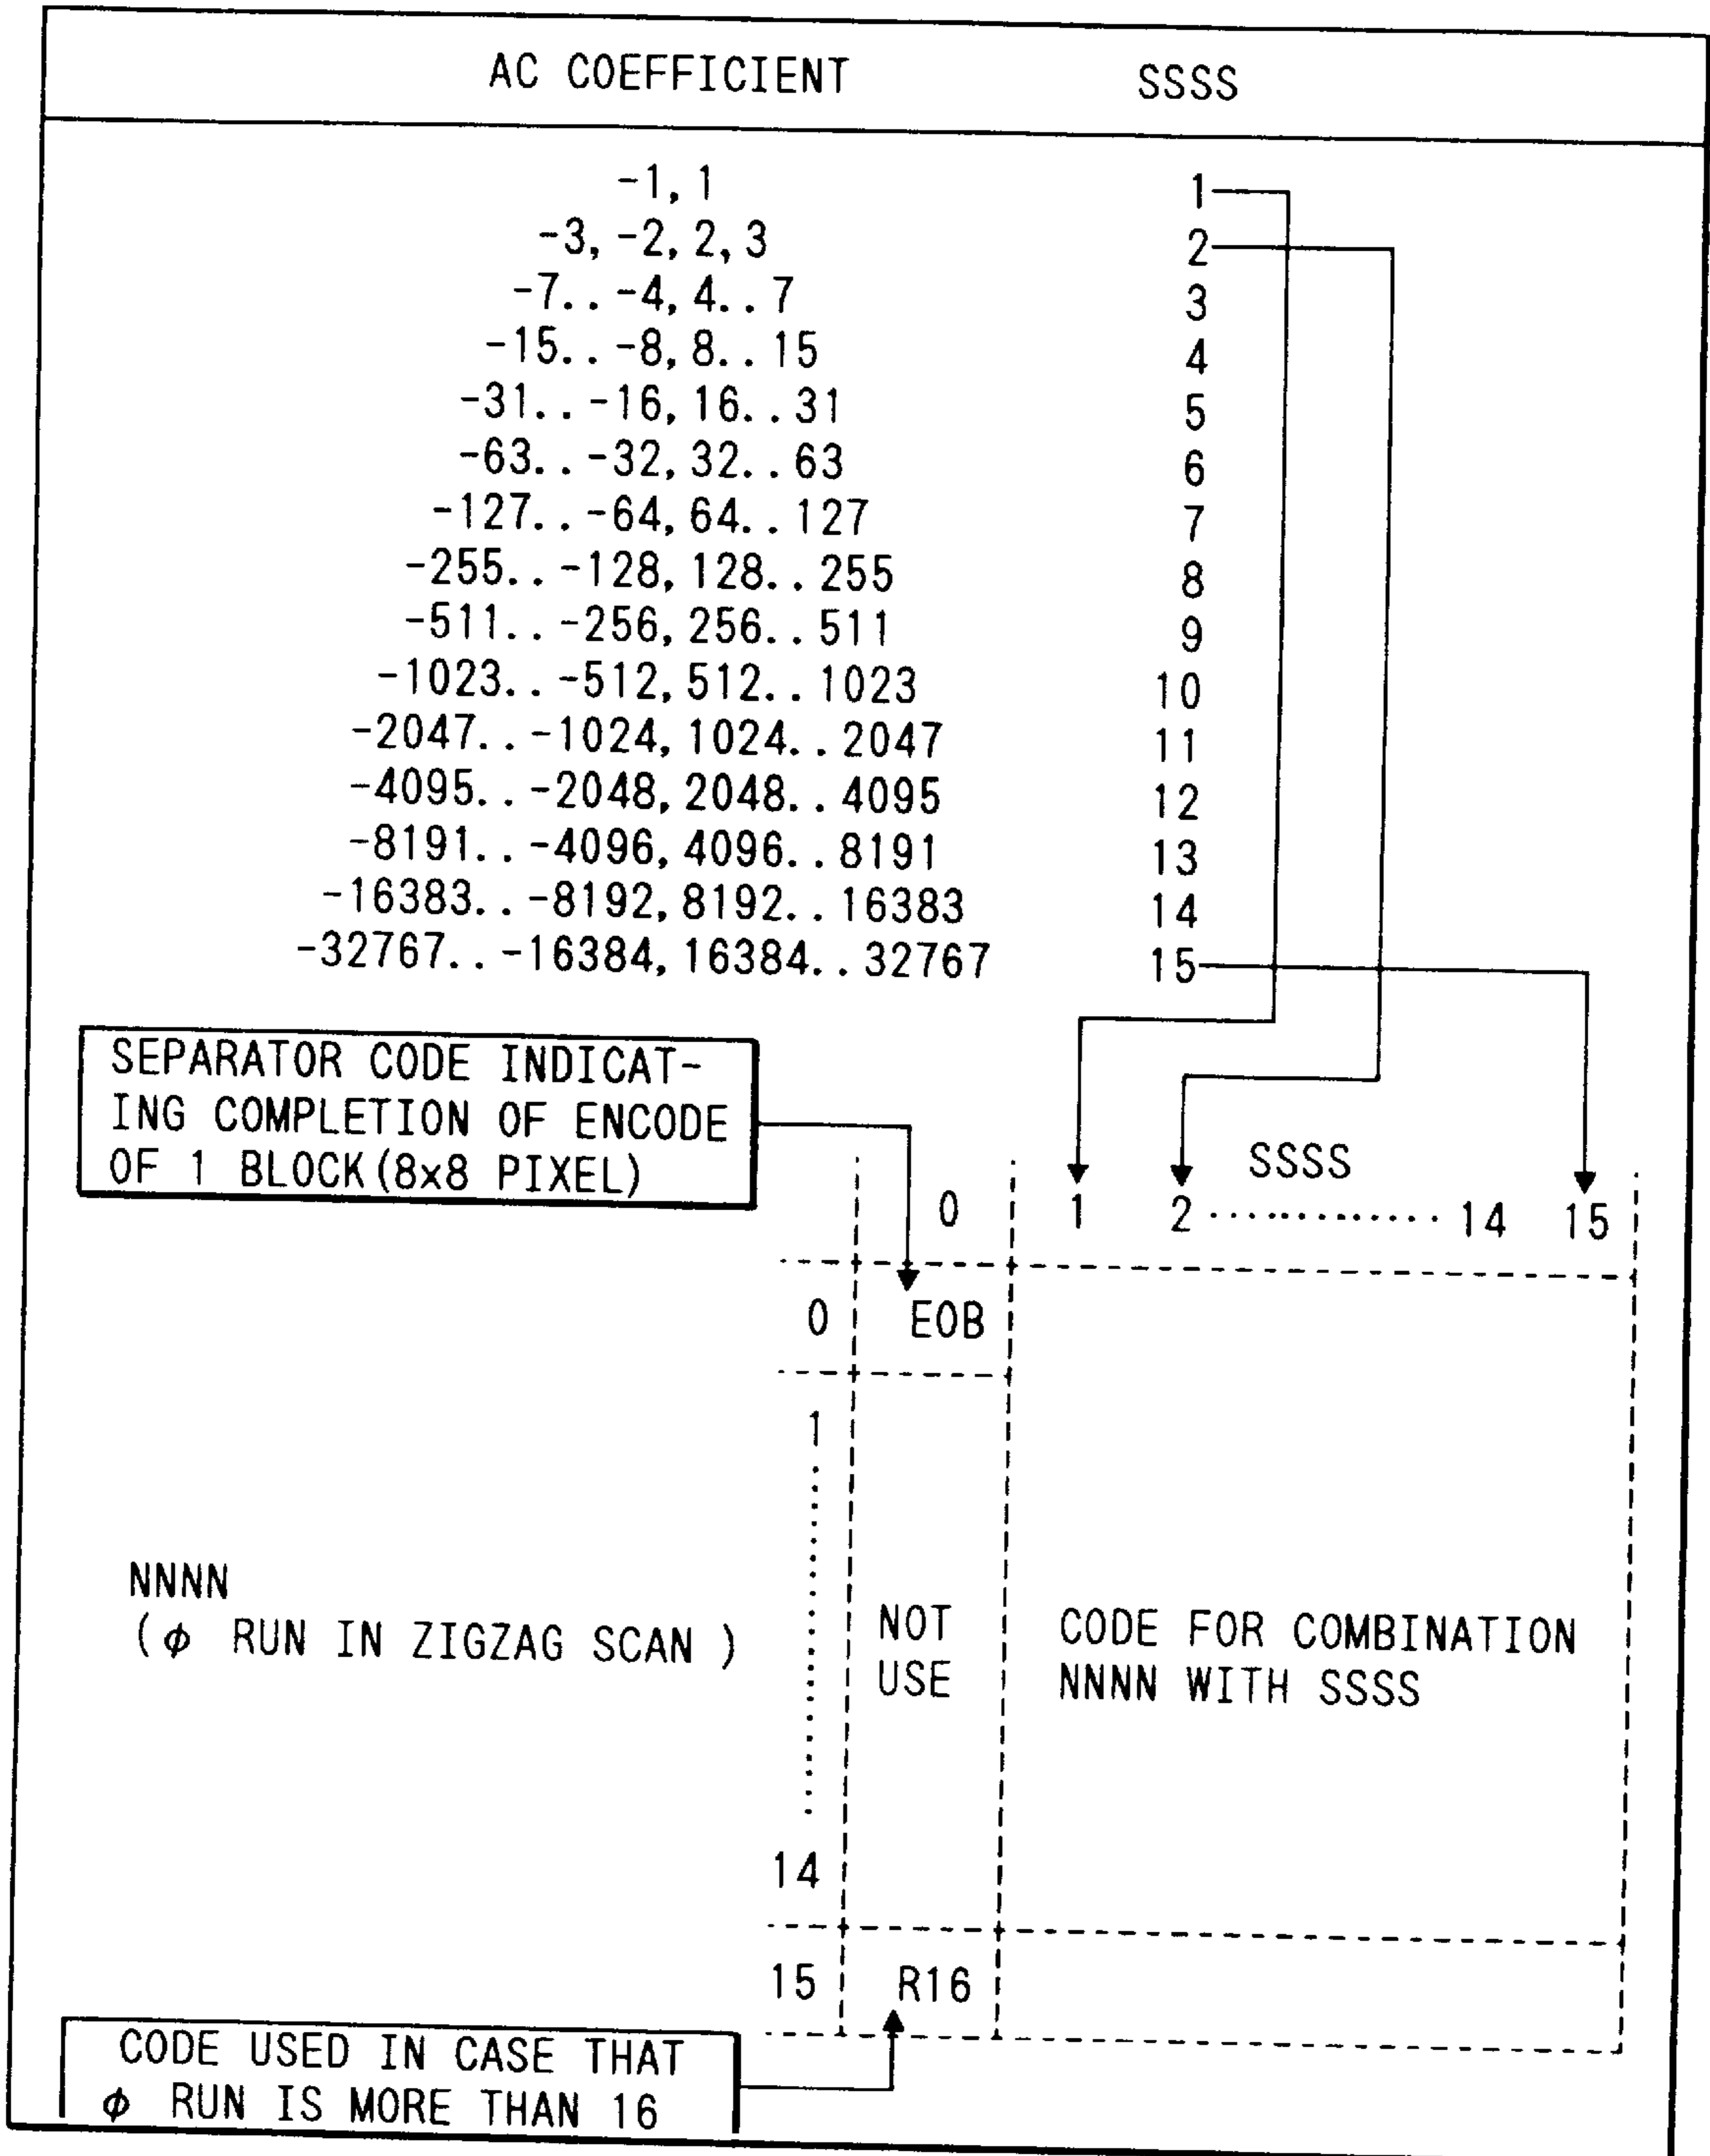 AC COEFFICIENT SSSS
-1, 1 1
-3, -2, 2, 3 2
-7.. -4, 4.. 7 3
-15.. -8, 8.. 15 4
-31.. -16, 16.. 31 5
-63.. -32, 32.. 63 6
-127.. -64, 64.. 127 7
-255.. -128, 128.. 255 8
-511.. -256, 256.. 511 9
-1023.. -512, 512.. 1023 10
-2047.. -1024, 1024.. 2047 11
-4095.. -2048, 2048.. 4095 12
-8191.. -4096, 4096.. 8191 13
-16383.. -8192, 8192.. 16383 14
-32767.. -16384, 16384.. 32767 15
SEPARATOR CODE INDICAT-
ING COMPLETION OF ENCODE
OF 1 BLOCK(8x8 PIXEL)
SSSS
0 1 2 ............. 14 15
0 EOB
1
NNNN
(ϕ RUN IN ZIGZAG SCAN )
NOT
USE
CODE FOR COMBINATION
NNNN WITH SSSS
14
15 R16
CODE USED IN CASE THAT
ϕ RUN IS MORE THAN 16